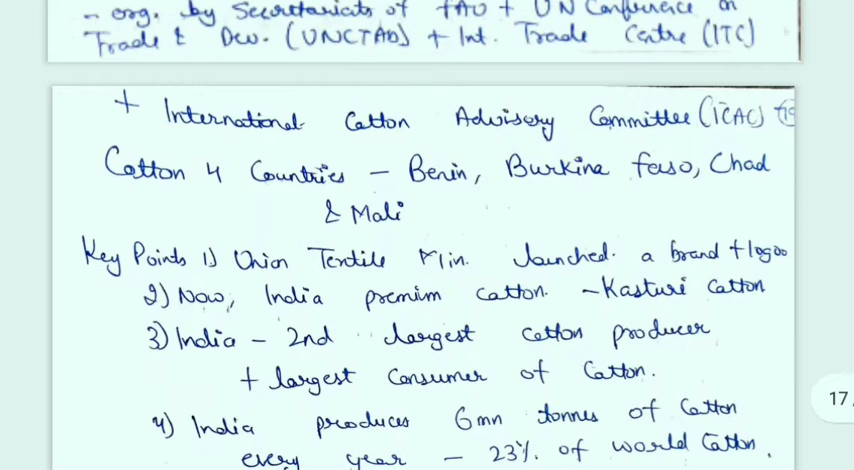 - org. by Secretariats of FAO + UN Conference on
Trade & Dev. (UNCTAD) + Int. Trade Centre (ITC)
+ International Cotton Advisory Committee (ICAC)
Cotton 4 Countries - Benin, Burkina Faso, Chad
& Mali
Key Points 1) Union Textile Min. launched a brand + logo
2) Now, India premium cotton - Kasturi Cotton
3) India - 2nd largest cotton producer
+ largest Consumer of Cotton.
4) India produces 6mn tonnes of Cotton
every year - 23% of world Cotton.
17